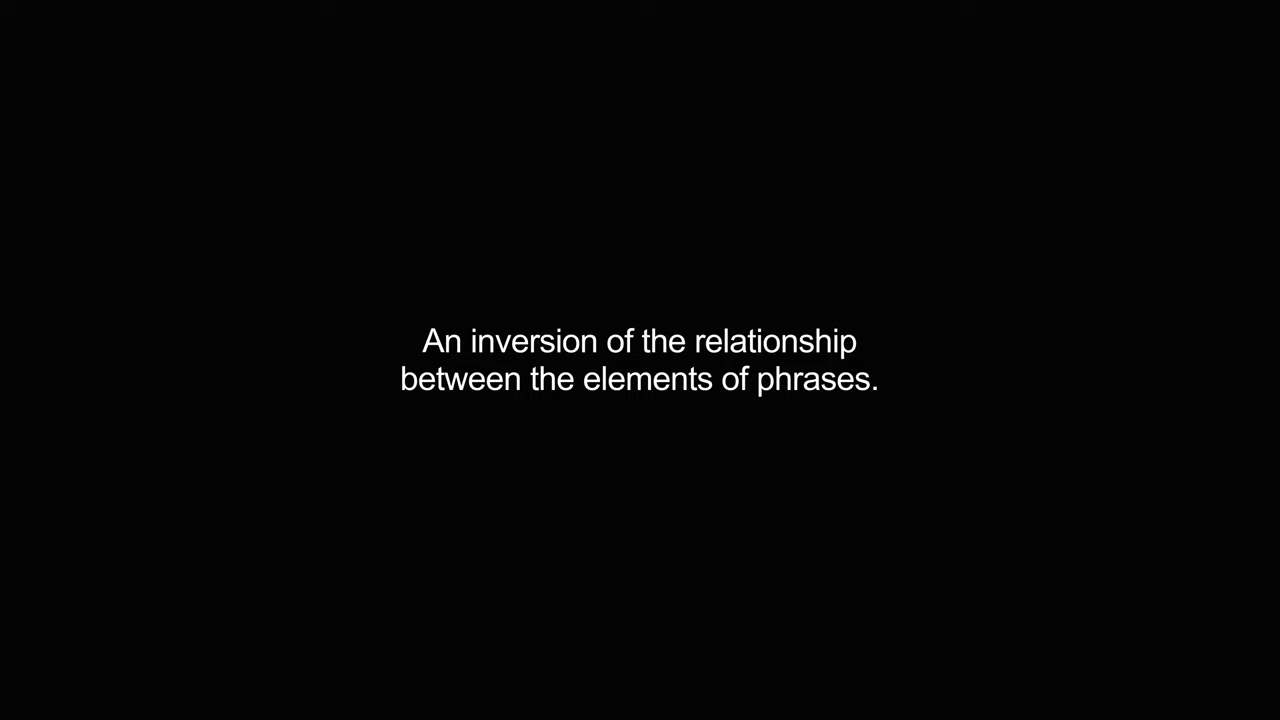 An inversion of the relationship
between the elements of phrases.